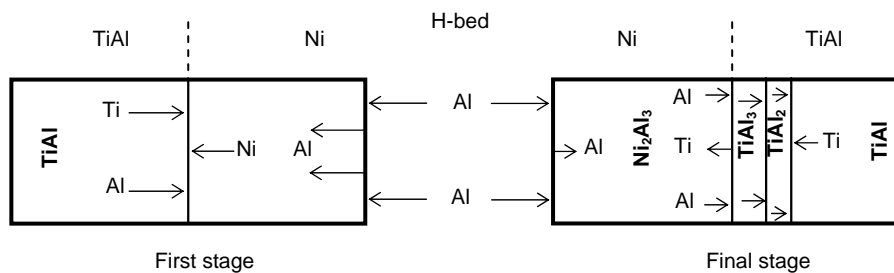 H-bed
TiAl Ni Ni TiAl
Ti Al Al Al
TiAl Ni Al Al Ni₂Al₃ Ti TiAl₃ TiAl₂ Ti TiAl
Al Al Al
First stage Final stage